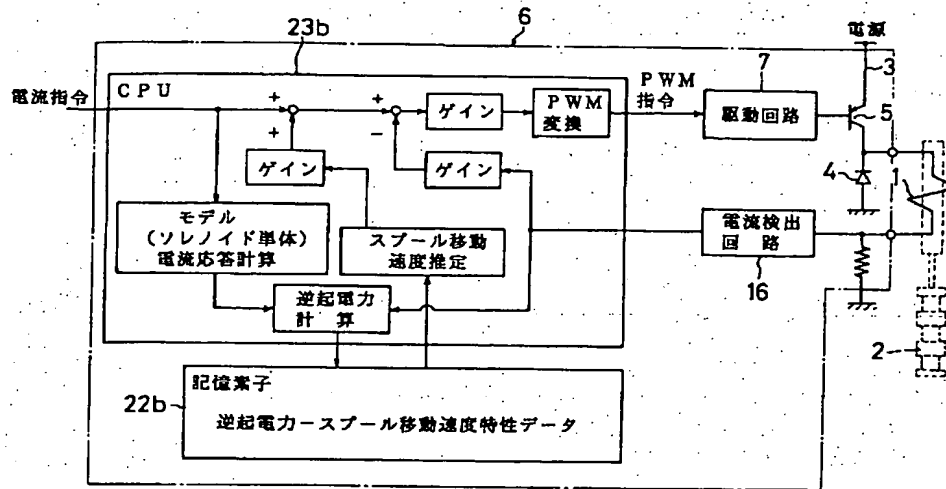 23b
6
電源
電流指令
CPU
+
+
+
−
ゲイン
PWM
変換
PWM
指令
7
駆動回路
3
5
ゲイン
ゲイン
4
1
モデル
(ソレノイド単体)
電流応答計算
スプール移動
速度推定
電流検出
回路
16
逆起電力
計算
2
記憶素子
22b
逆起電力−スプール移動速度特性データ